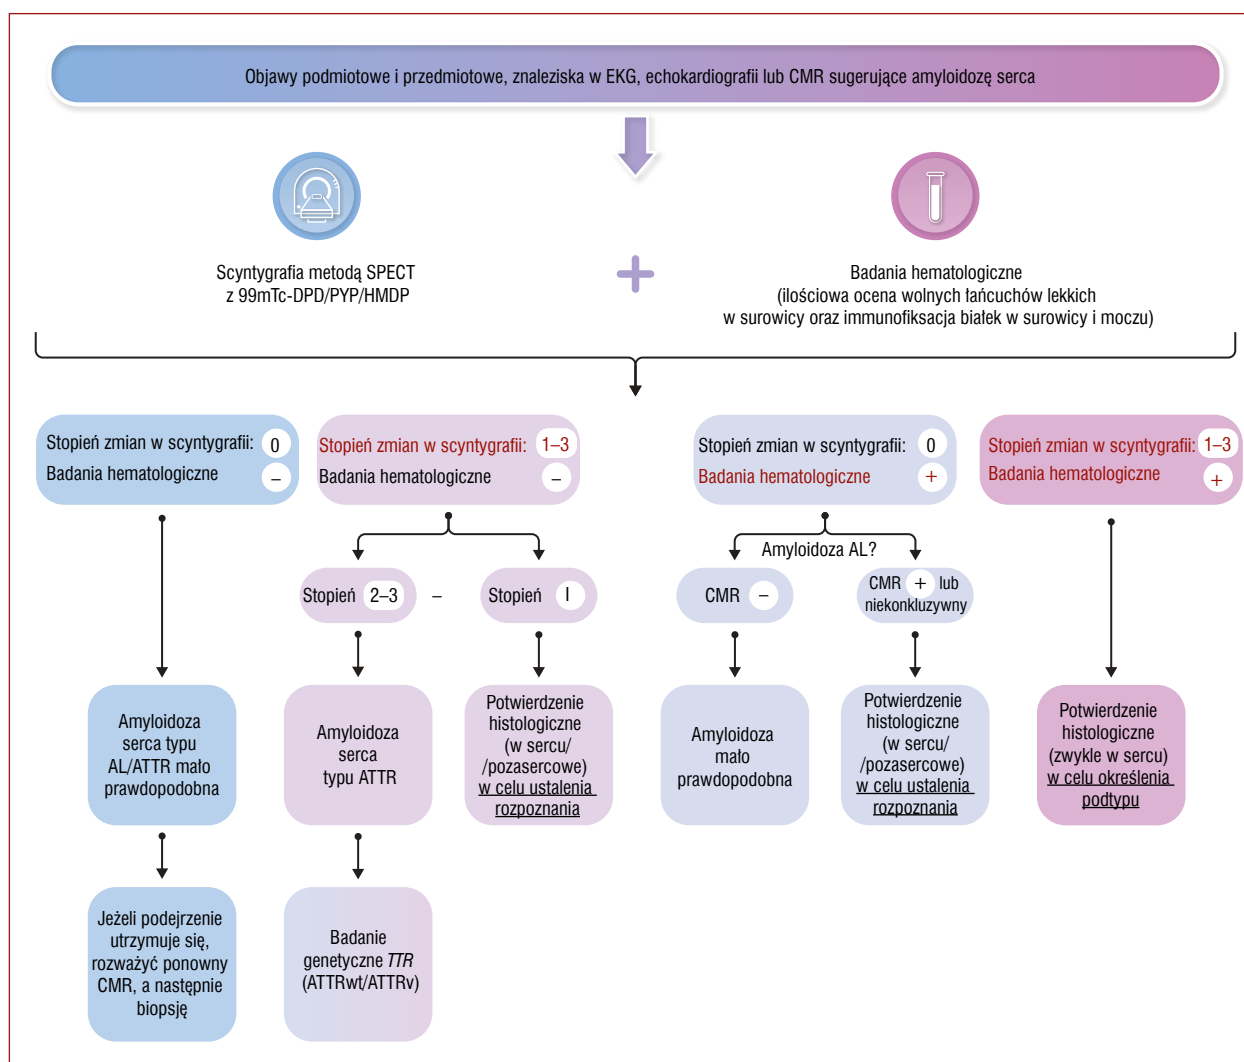 Objawy podmiotowe i przedmiotowe, znaleziska w EKG, echokardiografii lub CMR sugerujące amyloidozę serca
Scyntygrafia metodą SPECT
z 99mTc-DPD/PYP/HMDP
+
Badania hematologiczne
(ilościowa ocena wolnych łańcuchów lekkich
w surowicy oraz immunofiksacja białek w surowicy i moczu)
Stopień zmian w scyntygrafii: 0
Badania hematologiczne –
Stopień zmian w scyntygrafii: 1–3
Badania hematologiczne –
Stopień zmian w scyntygrafii: 0
Badania hematologiczne +
Stopień zmian w scyntygrafii: 1–3
Badania hematologiczne +
Amyloidoza AL?
Stopień 2–3
–
Stopień I
CMR –
CMR + lub
niekonkluzywny
Amyloidoza
serca typu
AL/ATTR mało
prawdopodobna
Amyloidoza
serca
typu ATTR
Potwierdzenie
histologiczne
(w sercu/
/pozasercowe)
w celu ustalenia
rozpoznania
Amyloidoza
mało
prawdopodobna
Potwierdzenie
histologiczne
(w sercu/
/pozasercowe)
w celu ustalenia
rozpoznania
Potwierdzenie
histologiczne
(zwykle w sercu)
w celu określenia
podtypu
Jeżeli podejrzenie
utrzymuje się,
rozważyć ponowny
CMR, a następnie
biopsję
Badanie
genetyczne TTR
(ATTRwt/ATTRv)